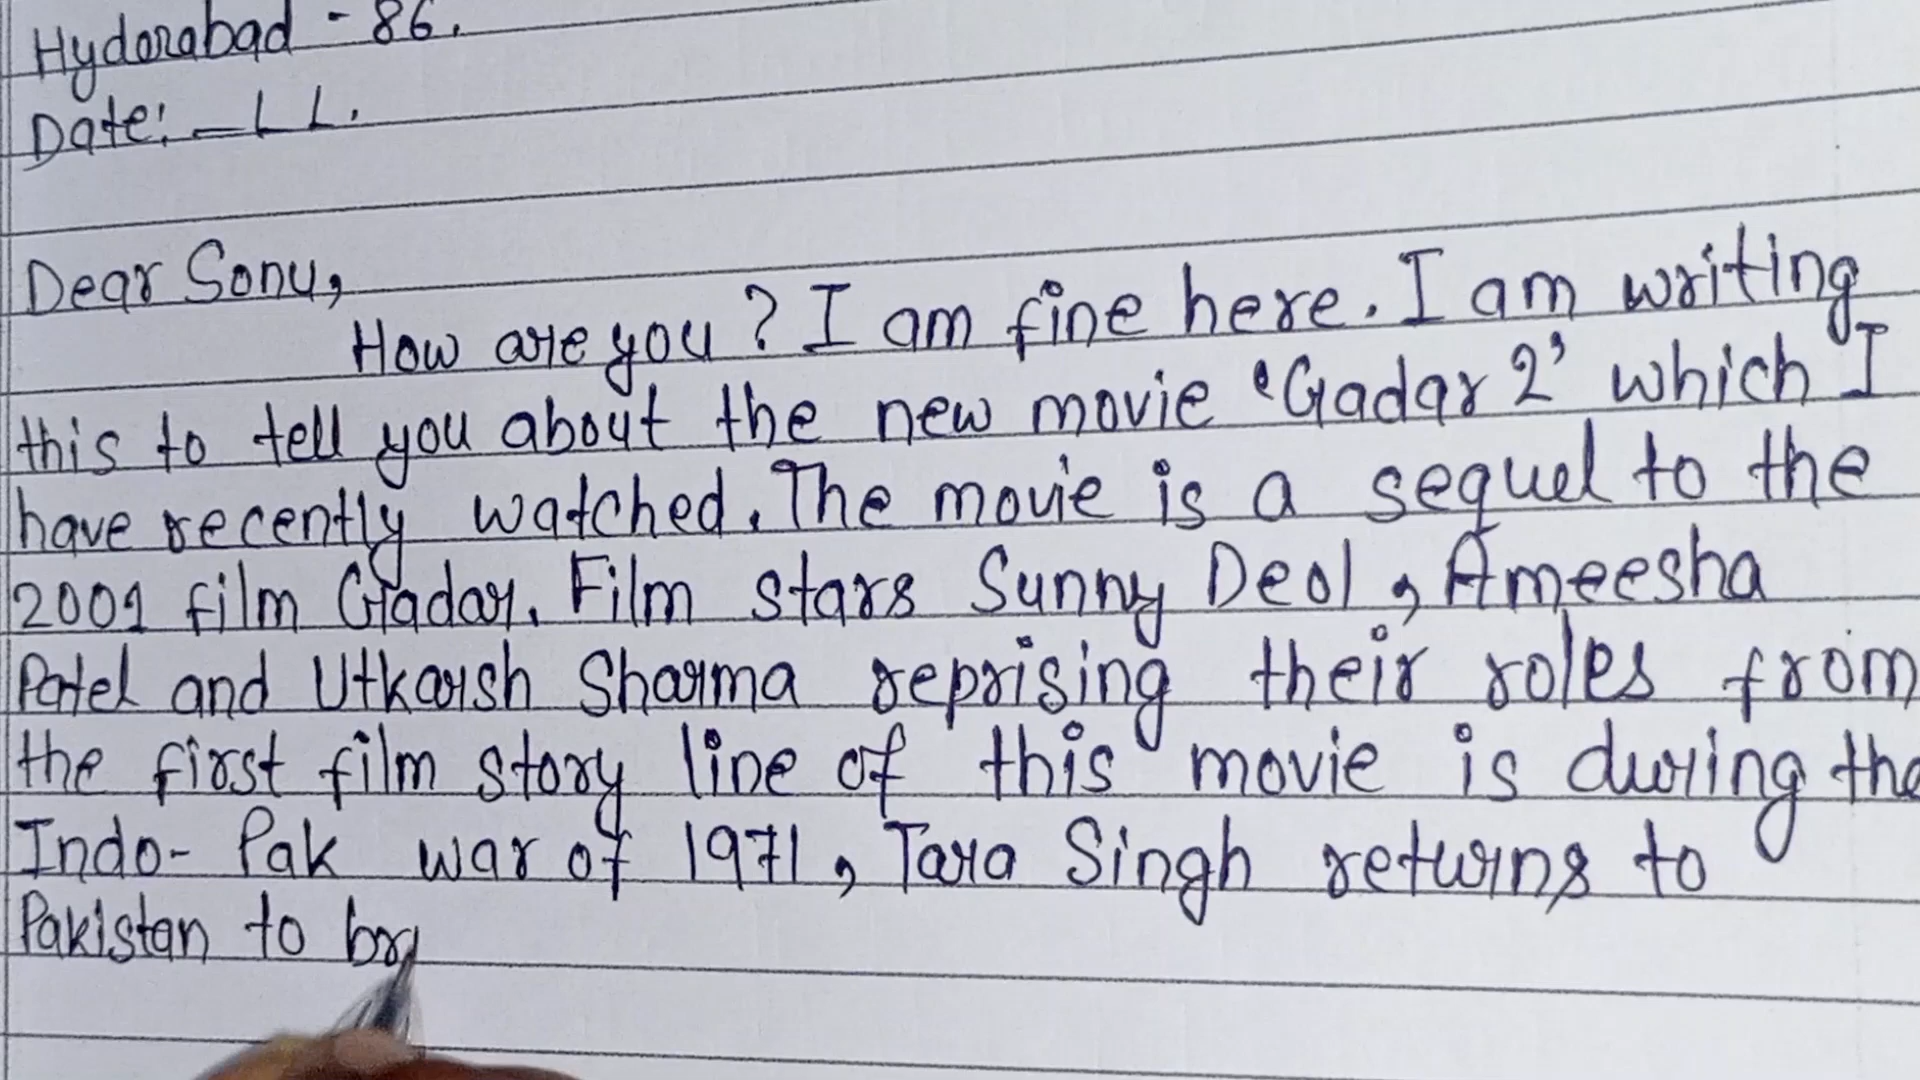 Hyderabad - 86.
Date: _ L L.
Dear Sonu,
How are you? I am fine here. I am writing
this to tell you about the new movie 'Gadar 2' which I
have recently watched. The movie is a sequel to the
2001 film Gadar. Film stars Sunny Deol, Ameesha
Patel and Utkarsh Sharma reprising their roles from
the first film story line of this movie is during the
Indo- Pak war of 1971, Tara Singh returns to
Pakistan to br